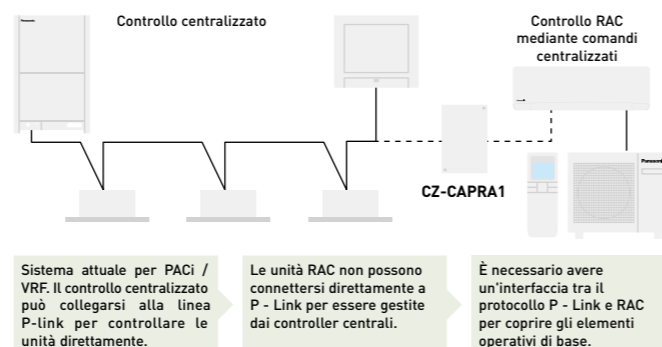 Controllo centralizzato
Controllo RAC
mediante comandi
centralizzati
Panasonic
CZ-CAPRA1
Sistema attuale per PACi /
VRF. Il controllo centralizzato
può collegarsi alla linea
P-link per controllare le
unità direttamente.
Le unità RAC non possono
connettersi direttamente a
P - Link per essere gestite
dai controller centrali.
È necessario avere
un'interfaccia tra il
protocollo P - Link e RAC
per coprire gli elementi
operativi di base.